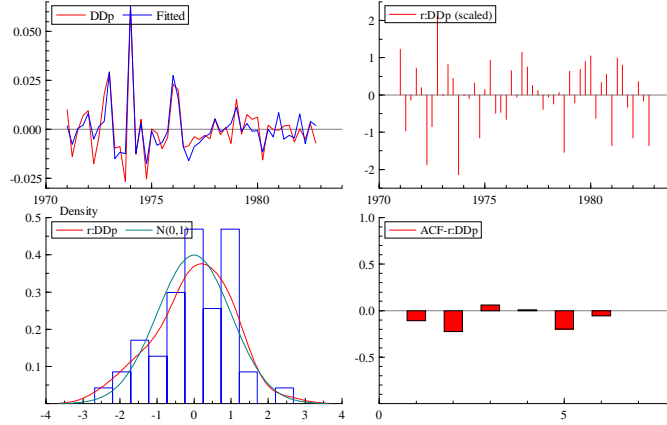 DDp Fitted
0.050
0.025
0.000
-0.025
1970 1975 1980
r:DDp (scaled)
2
1
0
-1
-2
1970 1975 1980
Density
0.5
r:DDp N(0,1)
0.4
0.3
0.2
0.1
-4 -3 -2 -1 0 1 2 3 4
1.0
ACF-r:DDp
0.5
0.0
-0.5
0 5